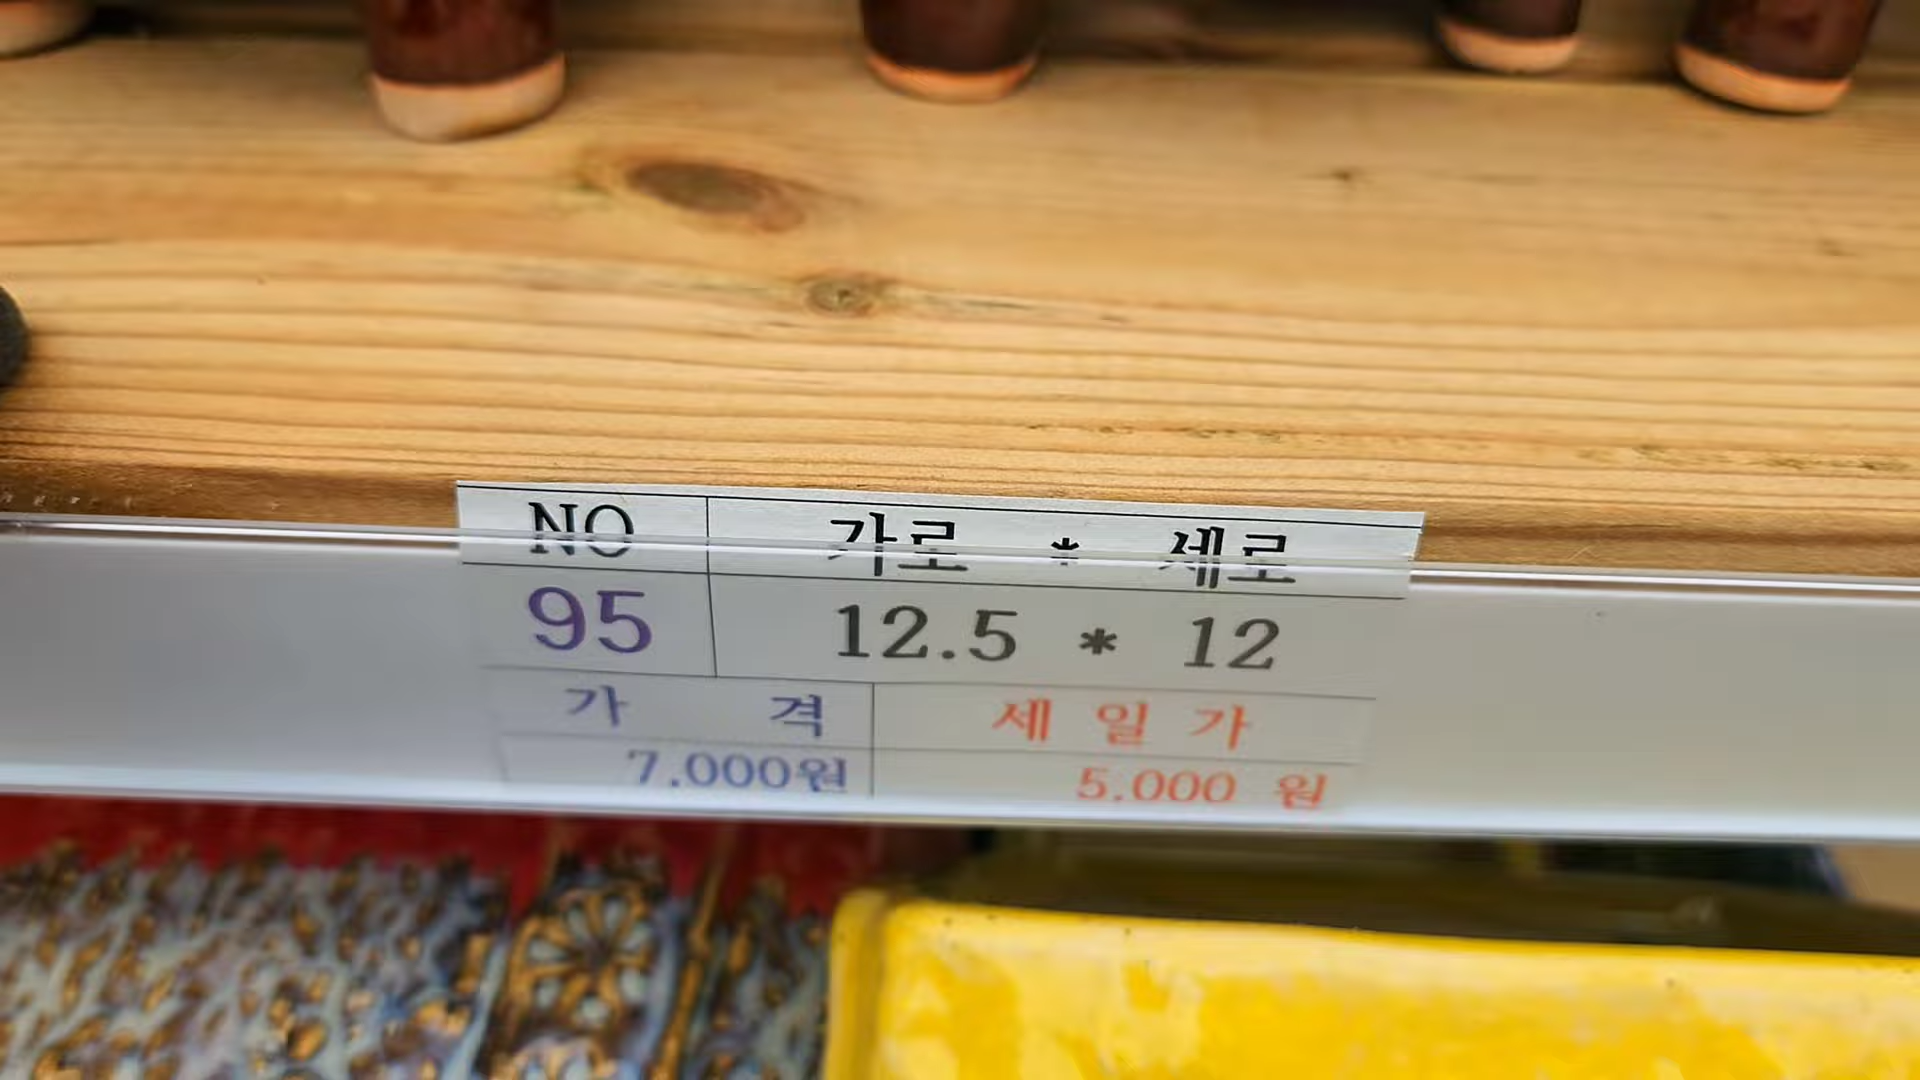 NO 가로 * 세로
95 12.5 * 12
가 격 세 일 가
7.000원 5.000 원